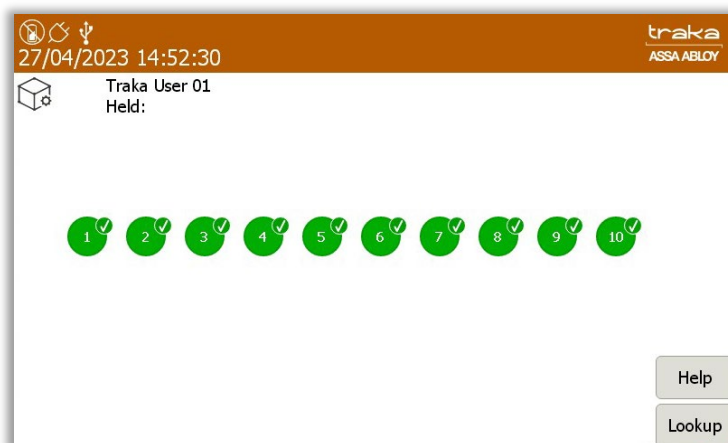 27/04/2023 14:52:30
traka
ASSA ABLOY
Traka User 01
Held:
1 2 3 4 5 6 7 8 9 10
Help
Lookup